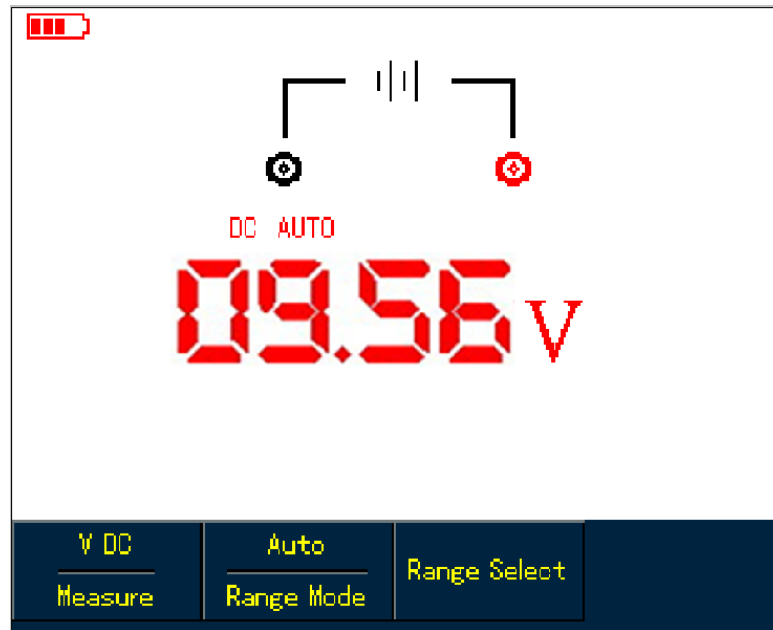 DC AUTO
09.56 V
V DC
Measure
Auto
Range Mode
Range Select